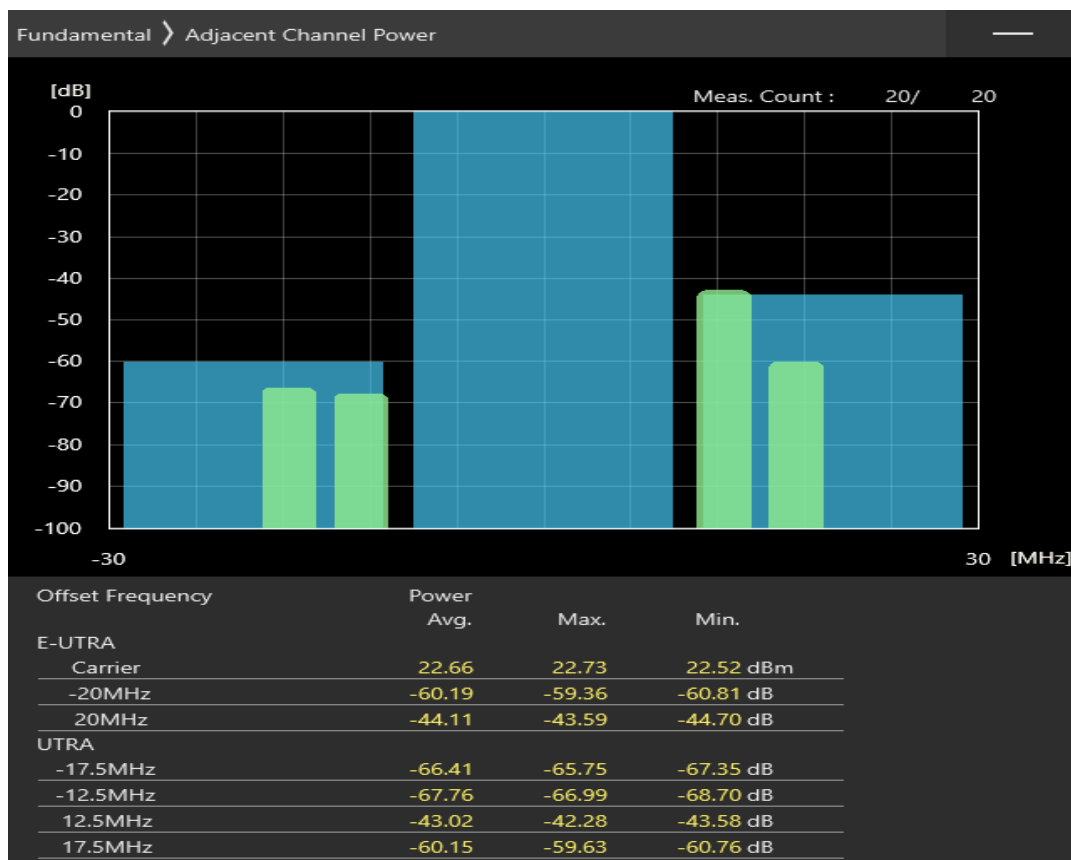 Fundamental ❯ Adjacent Channel Power
[dB]
Meas. Count : 20/ 20
0
-10
-20
-30
-40
-50
-60
-70
-80
-90
-100
-30 30 [MHz]
Offset Frequency Power
Avg. Max. Min.
E-UTRA
Carrier 22.66 22.73 22.52 dBm
-20MHz -60.19 -59.36 -60.81 dB
20MHz -44.11 -43.59 -44.70 dB
UTRA
-17.5MHz -66.41 -65.75 -67.35 dB
-12.5MHz -67.76 -66.99 -68.70 dB
12.5MHz -43.02 -42.28 -43.58 dB
17.5MHz -60.15 -59.63 -60.76 dB